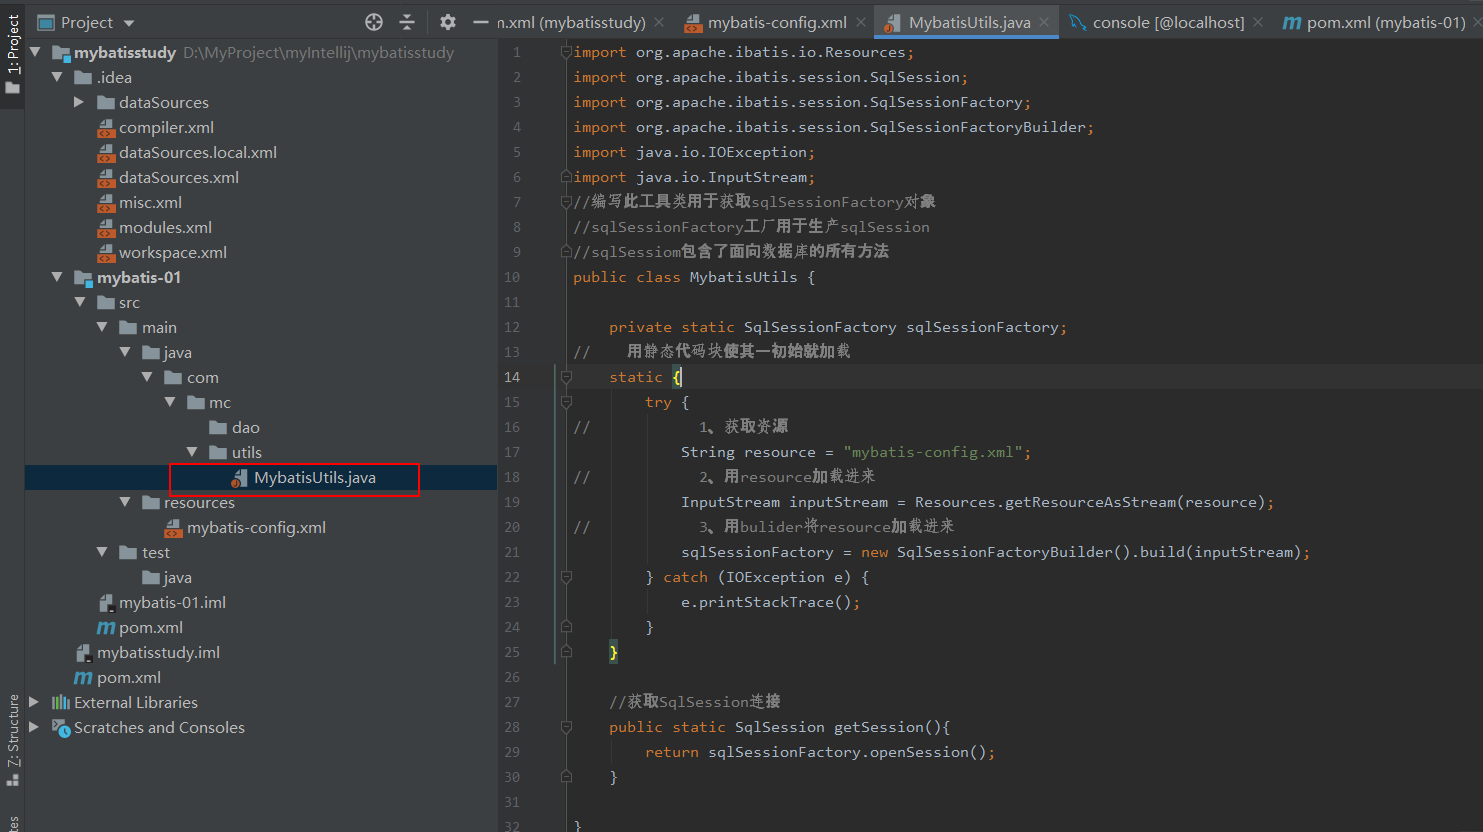 1: Project
Project
m.xml (mybatisstudy)
mybatis-config.xml
MybatisUtils.java
console [@localhost]
pom.xml (mybatis-01)
mybatisstudy D:\MyProject\myIntellij\mybatisstudy
.idea
dataSources
compiler.xml
dataSources.local.xml
dataSources.xml
misc.xml
modules.xml
workspace.xml
mybatis-01
src
main
java
com
mc
dao
utils
MybatisUtils.java
resources
mybatis-config.xml
test
java
mybatis-01.iml
pom.xml
mybatisstudy.iml
pom.xml
External Libraries
Scratches and Consoles
7: Structure
1 import org.apache.ibatis.io.Resources;
2 import org.apache.ibatis.session.SqlSession;
3 import org.apache.ibatis.session.SqlSessionFactory;
4 import org.apache.ibatis.session.SqlSessionFactoryBuilder;
5 import java.io.IOException;
6 import java.io.InputStream;
7 //编写此工具类用于获取sqlSessionFactory对象
8 //sqlSessionFactory工厂用于生产sqlSession
9 //sqlSessiom包含了面向数据库的所有方法
10 public class MybatisUtils {
11
12 private static SqlSessionFactory sqlSessionFactory;
13 // 用静态代码块使其一初始就加载
14 static {
15 try {
16 // 1、获取资源
17 String resource = "mybatis-config.xml";
18 // 2、用resource加载进来
19 InputStream inputStream = Resources.getResourceAsStream(resource);
20 // 3、用bulider将resource加载进来
21 sqlSessionFactory = new SqlSessionFactoryBuilder().build(inputStream);
22 } catch (IOException e) {
23 e.printStackTrace();
24 }
25 }
26
27 //获取SqlSession连接
28 public static SqlSession getSession(){
29 return sqlSessionFactory.openSession();
30 }
31
32 }